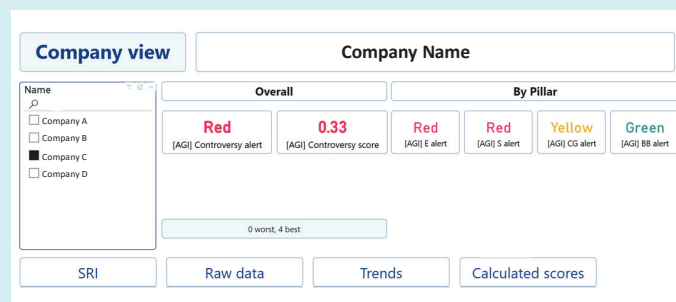 Company view
Company Name
Name
Company A
Company B
Company C
Company D
Overall
By Pillar
Red
[AGI] Controversy alert
0.33
[AGI] Controversy score
Red
[AGI] E alert
Red
[AGI] S alert
Yellow
[AGI] CG alert
Green
[AGI] BB alert
0 worst, 4 best
SRI
Raw data
Trends
Calculated scores